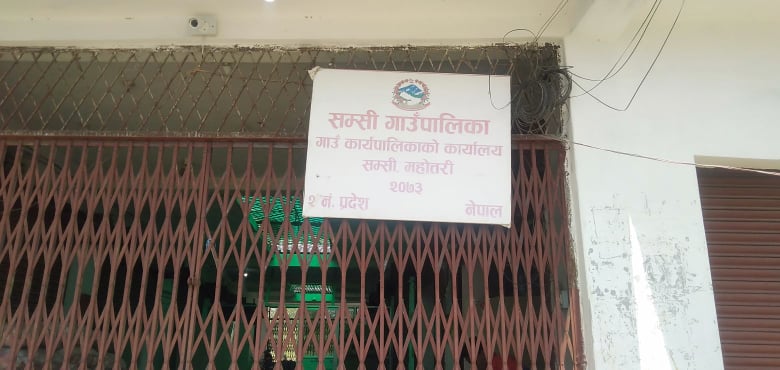 सम्सी गाउँपालिका
गाउँ कार्यपालिकाको कार्यालय
सम्सी, महोतरी
२०७३
२ नं. प्रदेश नेपाल